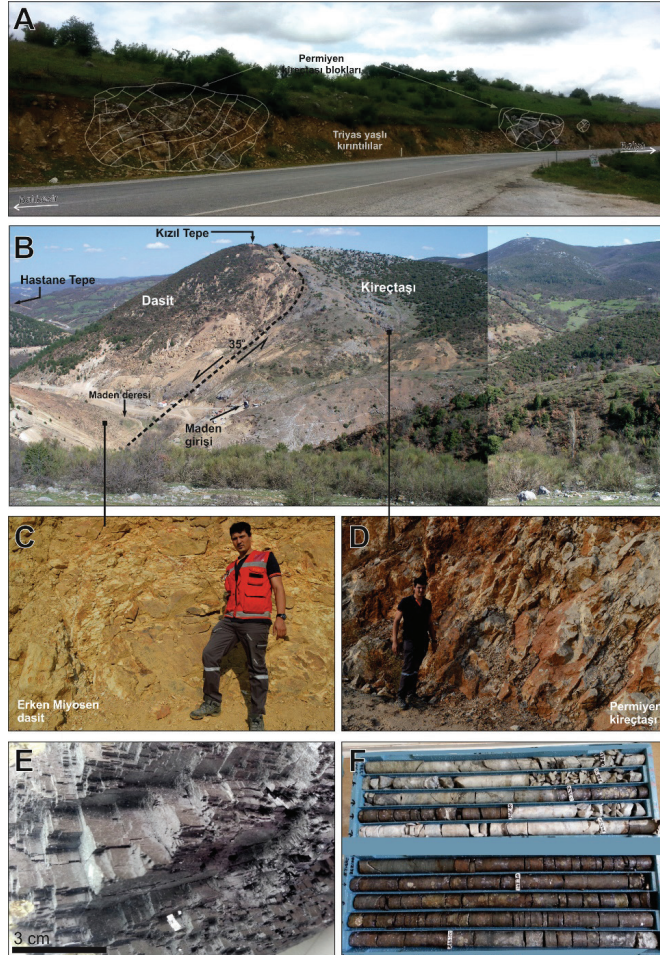 A
Permiyen
kireçtaşı blokları
Triyas yaşlı
kırıntılılar
B
Kızıl Tepe
Hastane Tepe
Dasit
Kireçtaşı
35°
Maden deresi
Maden
girişi
C
Erken Miyosen
dasit
D
Permiyen
kireçtaşı
E
3 cm
F